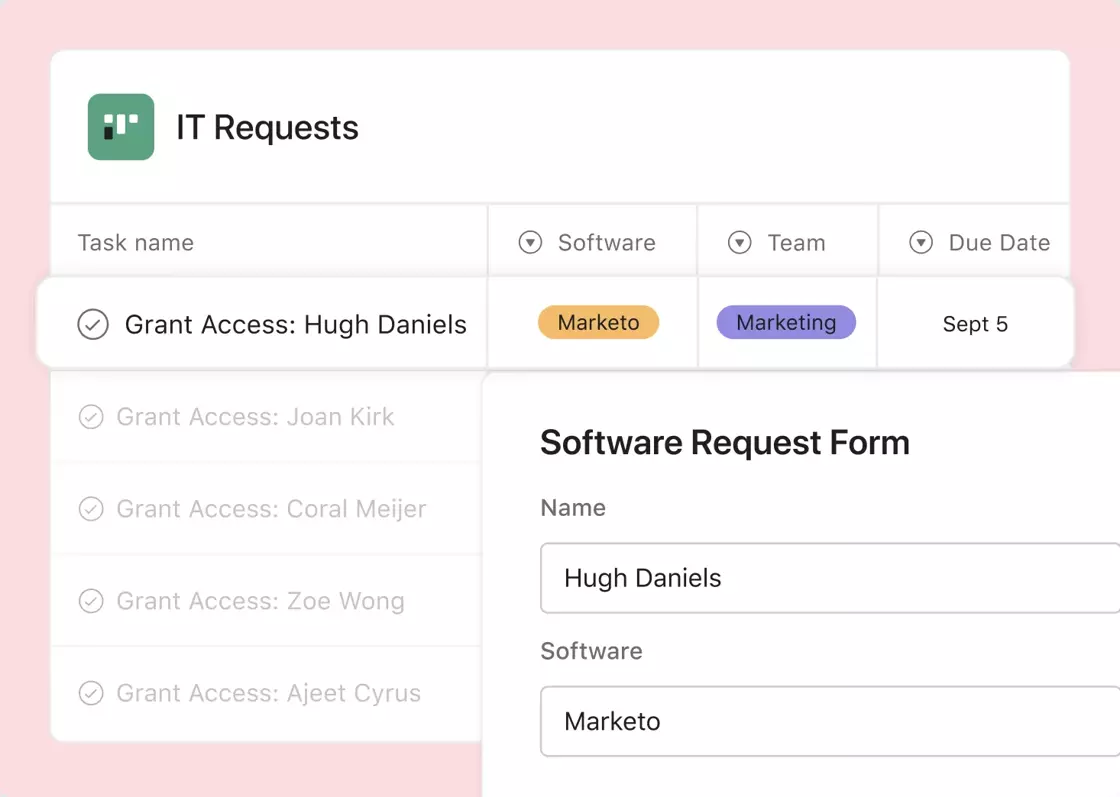 IT Requests
Task name Software Team Due Date
Grant Access: Hugh Daniels Marketo Marketing Sept 5
Grant Access: Joan Kirk
Grant Access: Coral Meijer
Grant Access: Zoe Wong
Grant Access: Ajeet Cyrus
Software Request Form
Name
Hugh Daniels
Software
Marketo